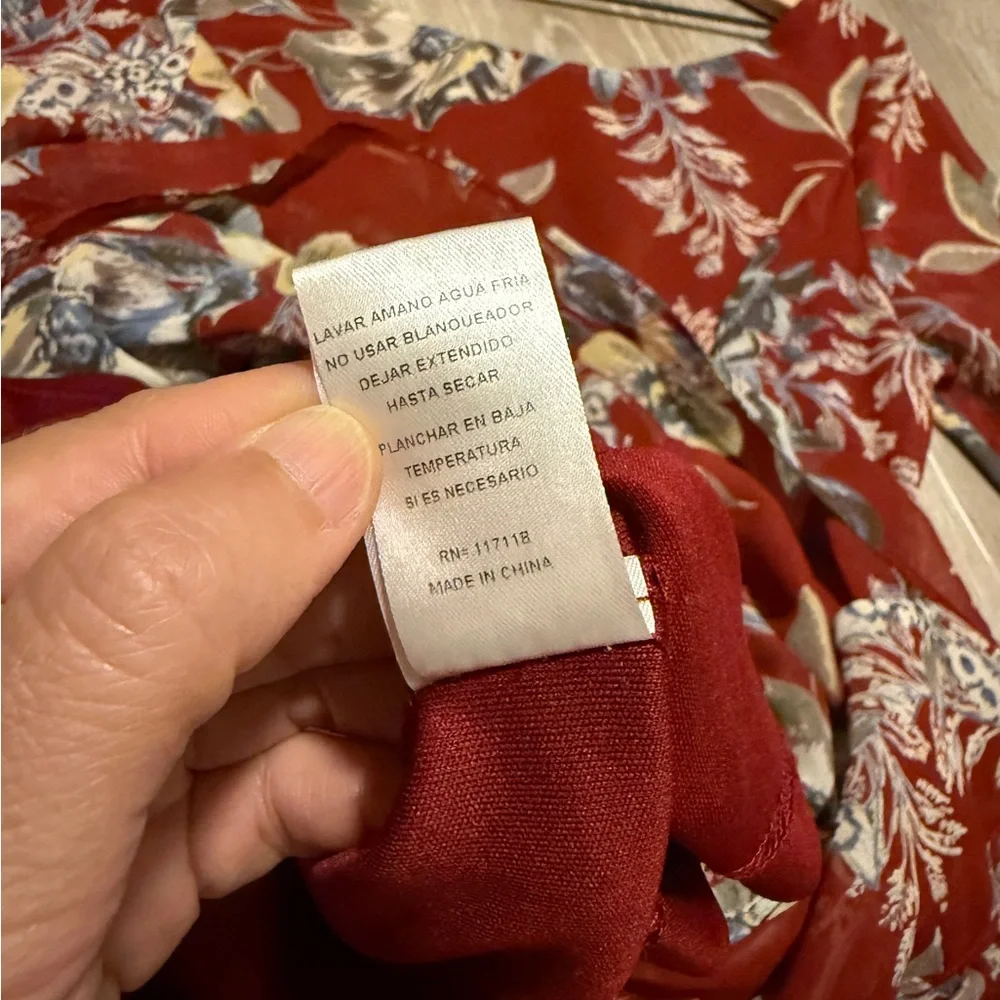 LAVAR AMANO AGUA FRIA
NO USAR BLANQUEADOR
DEJAR EXTENDIDO
HASTA SECAR
PLANCHAR EN BAJA
TEMPERATURA
SI ES NECESARIO
RN# 117118
MADE IN CHINA